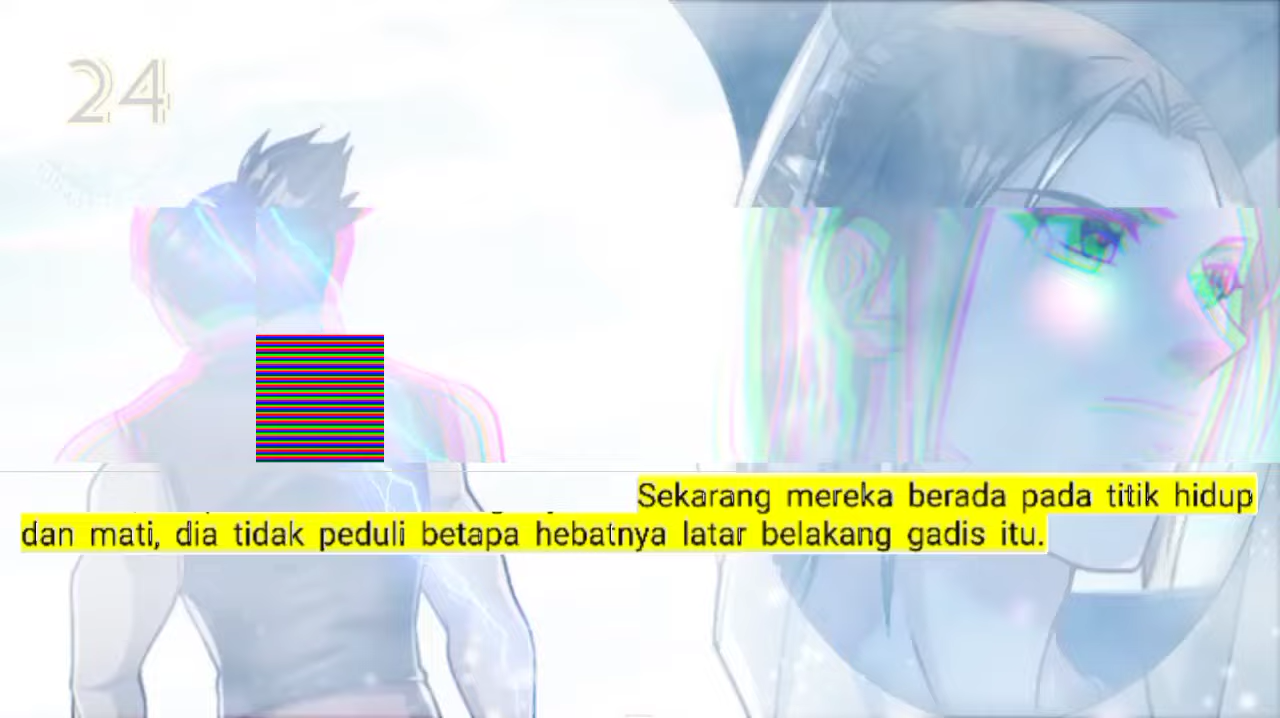 24
Sekarang mereka berada pada titik hidup
dan mati, dia tidak peduli betapa hebatnya latar belakang gadis itu.